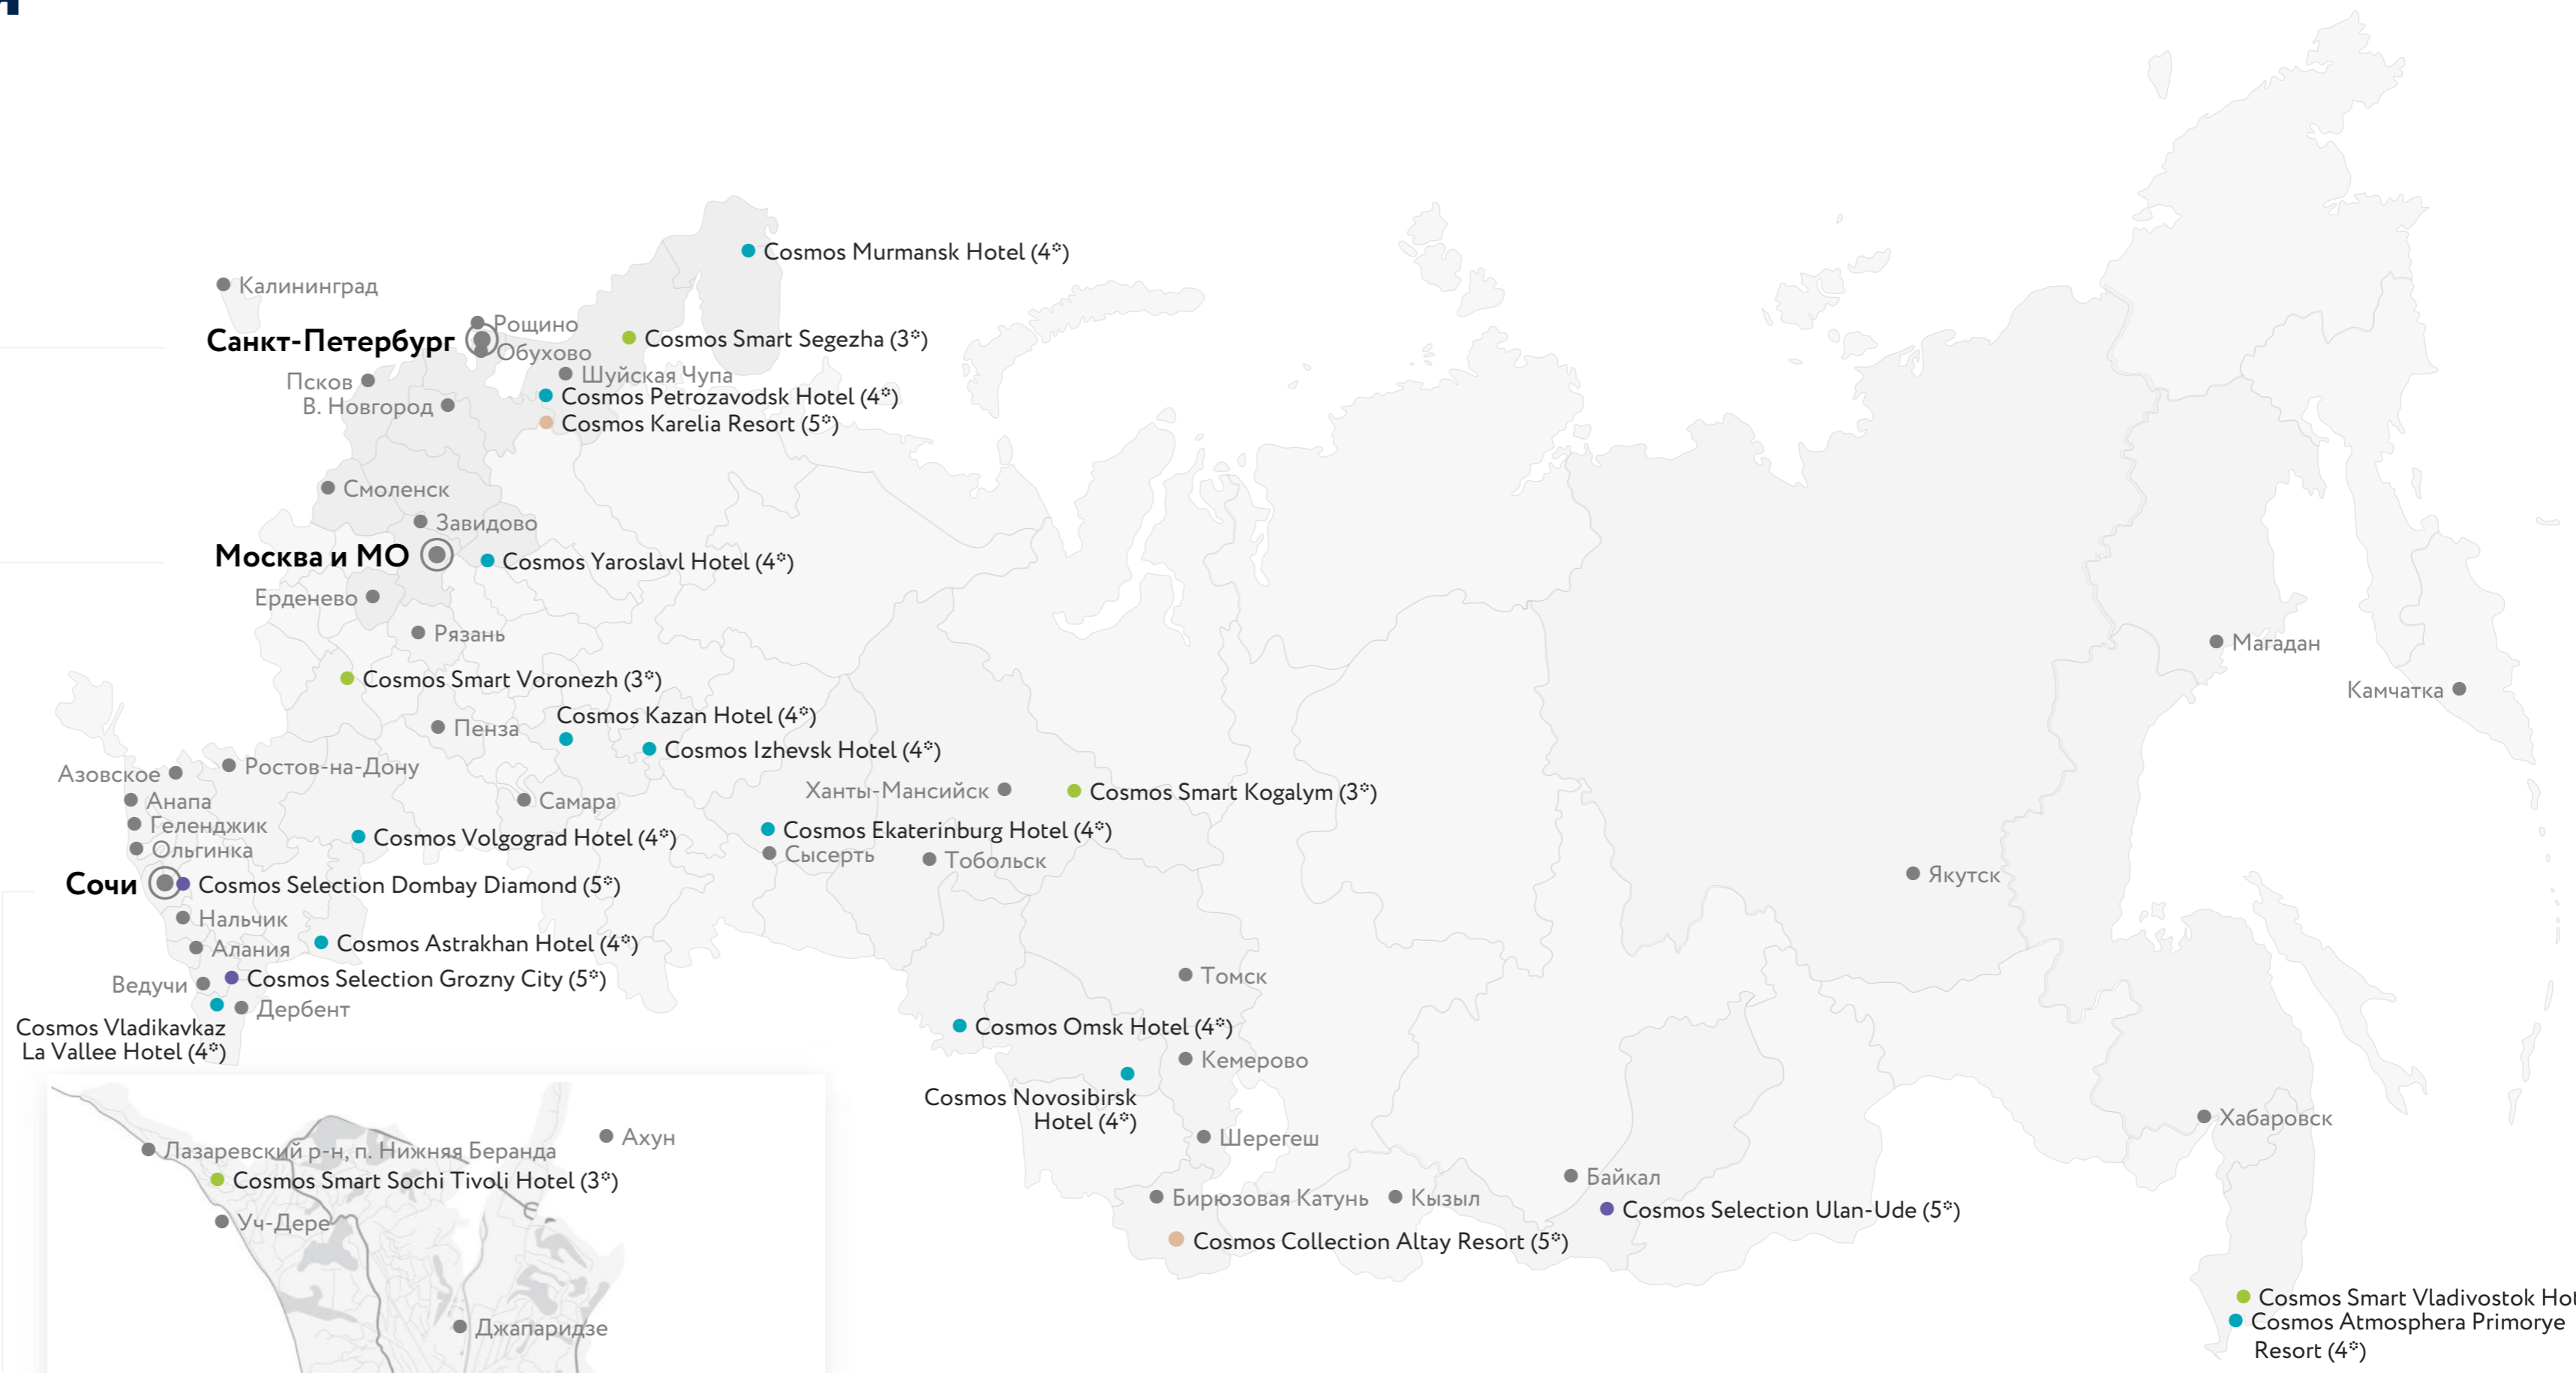 Cosmos Murmansk Hotel (4*)
Калининград
Рощино
Санкт-Петербург
Cosmos Smart Segezha (3*)
Обухово
Шуйская Чупа
Псков
Cosmos Petrozavodsk Hotel (4*)
В. Новгород
Cosmos Karelia Resort (5*)
Смоленск
Завидово
Москва и МО
Cosmos Yaroslavl Hotel (4*)
Ерденево
Рязань
Магадан
Cosmos Smart Voronezh (3*)
Камчатка
Cosmos Kazan Hotel (4*)
Пенза
Cosmos Izhevsk Hotel (4*)
Ростов-на-Дону
Азовское
Ханты-Мансийск
Cosmos Smart Kogalym (3*)
Анапа
Самара
Геленджик
Cosmos Ekaterinburg Hotel (4*)
Cosmos Volgograd Hotel (4*)
Ольгинка
Сысерть
Тобольск
Якутск
Сочи
Cosmos Selection Dombay Diamond (5*)
Нальчик
Cosmos Astrakhan Hotel (4*)
Алания
Томск
Cosmos Selection Grozny City (5*)
Ведучи
Дербент
Cosmos Vladikavkaz
La Vallee Hotel (4*)
Cosmos Omsk Hotel (4*)
Кемерово
Cosmos Novosibirsk
Hotel (4*)
Хабаровск
Ахун
Шерегеш
Лазаревский р-н, п. Нижняя Беранда
Байкал
Cosmos Smart Sochi Tivoli Hotel (3*)
Бирюзовая Катунь
Кызыл
Cosmos Selection Ulan-Ude (5*)
Уч-Дере
Cosmos Collection Altay Resort (5*)
Cosmos Smart Vladivostok Hot
Cosmos Atmosphera Primorye
Resort (4*)
Джапаридзе